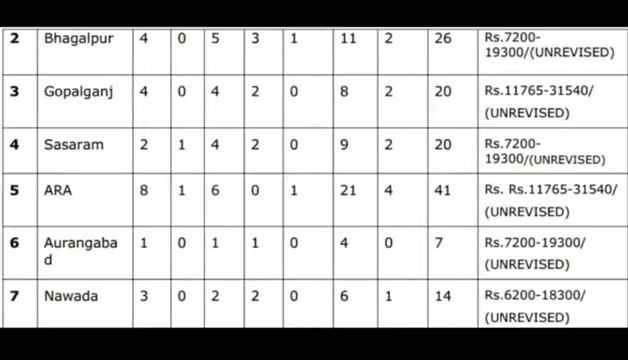 2 Bhagalpur 4 0 5 3 1 11 2 26 Rs.7200-
19300/(UNREVISED)
3 Gopalganj 4 0 4 2 0 8 2 20 Rs.11765-31540/
(UNREVISED)
4 Sasaram 2 1 4 2 0 9 2 20 Rs.7200-
19300/(UNREVISED)
5 ARA 8 1 6 0 1 21 4 41 Rs. Rs.11765-31540/
(UNREVISED)
6 Aurangaba 1 0 1 1 0 4 0 7 Rs.7200-19300/
d (UNREVISED)
7 Nawada 3 0 2 2 0 6 1 14 Rs.6200-18300/
(UNREVISED)